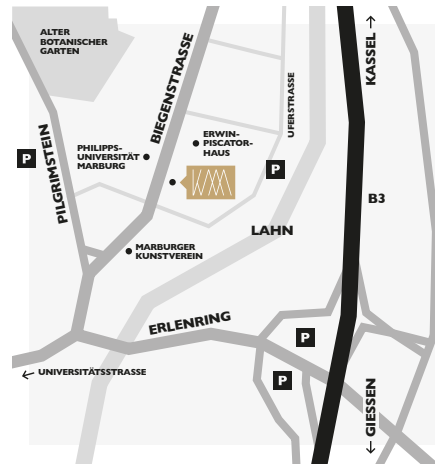 ALTER
BOTANISCHER
GARTEN
BIEGENSTRASSE
KASSEL →
UFERSTRASSE
PILGRIMSTEIN
P
PHILIPPS-
UNIVERSITÄT
MARBURG
ERWIN-
PISCATOR-
HAUS
P
B3
LAHN
MARBURGER
KUNSTVEREIN
ERLENRING
P
P
← UNIVERSITÄTSSTRASSE
← GIESSEN